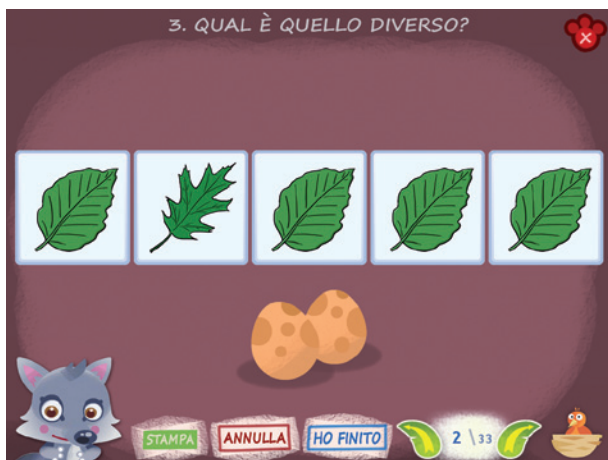 3. QUAL È QUELLO DIVERSO?
STAMPA ANNULLA HO FINITO 2 \33